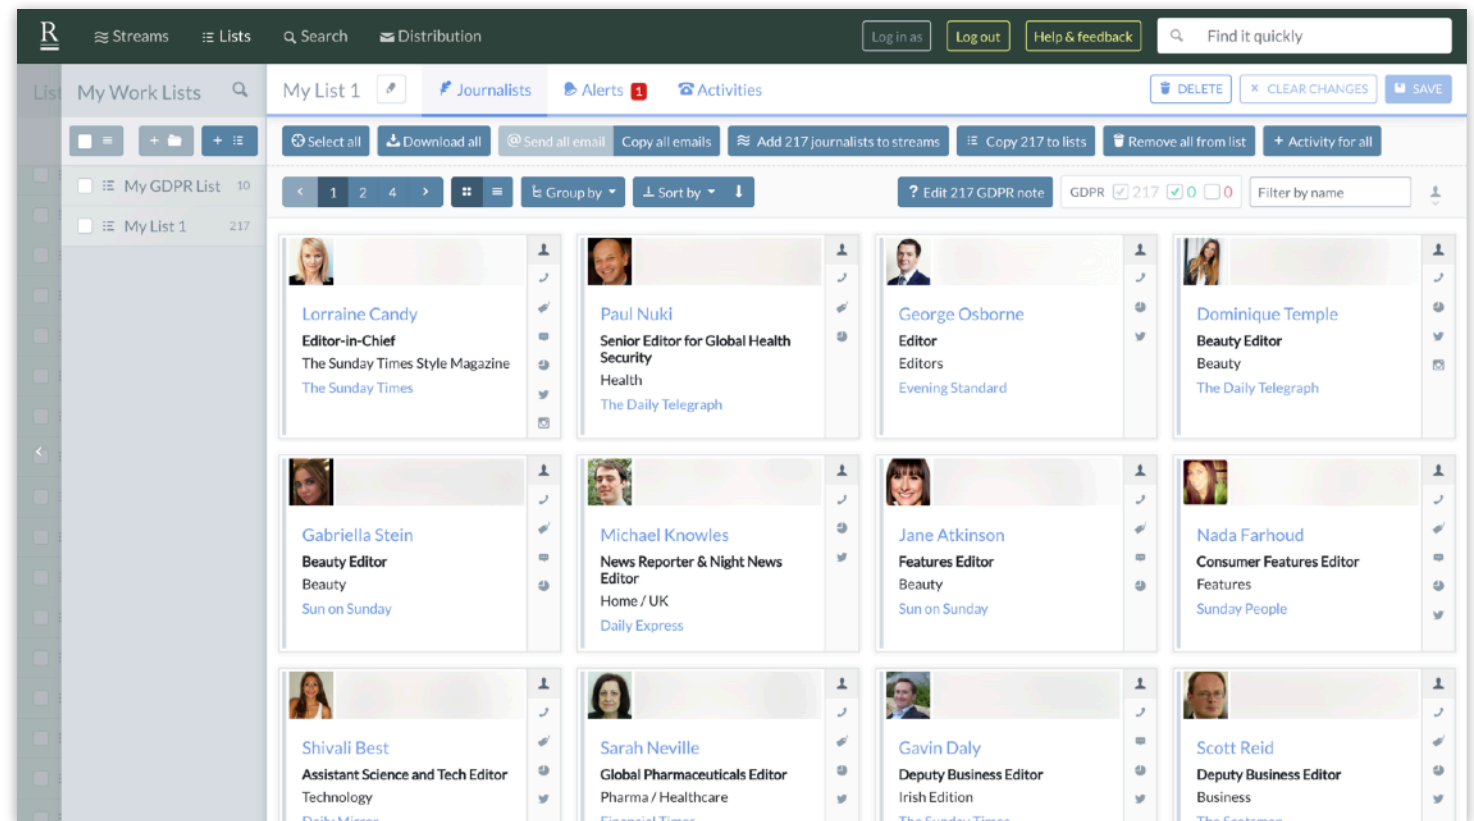 R Streams Lists Search Distribution Log in as Log out Help & feedback Find it quickly
List My Work Lists My List 1 Journalists Alerts 1 Activities DELETE × CLEAR CHANGES SAVE
Select all Download all @Send all email Copy all emails Add 217 journalists to streams Copy 217 to lists Remove all from list + Activity for all
My GDPR List 10
My List 1 217
1 2 4 Group by Sort by ? Edit 217 GDPR note GDPR 217 0 0 Filter by name
Lorraine Candy
Editor-in-Chief
The Sunday Times Style Magazine
The Sunday Times
Paul Nuki
Senior Editor for Global Health
Security
Health
The Daily Telegraph
George Osborne
Editor
Editors
Evening Standard
Dominique Temple
Beauty Editor
Beauty
The Daily Telegraph
Gabriella Stein
Beauty Editor
Beauty
Sun on Sunday
Michael Knowles
News Reporter & Night News
Editor
Home / UK
Daily Express
Jane Atkinson
Features Editor
Beauty
Sun on Sunday
Nada Farhoud
Consumer Features Editor
Features
Sunday People
Shivali Best
Assistant Science and Tech Editor
Technology
Daily Mirror
Sarah Neville
Global Pharmaceuticals Editor
Pharma / Healthcare
Financial Times
Gavin Daly
Deputy Business Editor
Irish Edition
The Sunday Times
Scott Reid
Deputy Business Editor
Business
The Scotsman